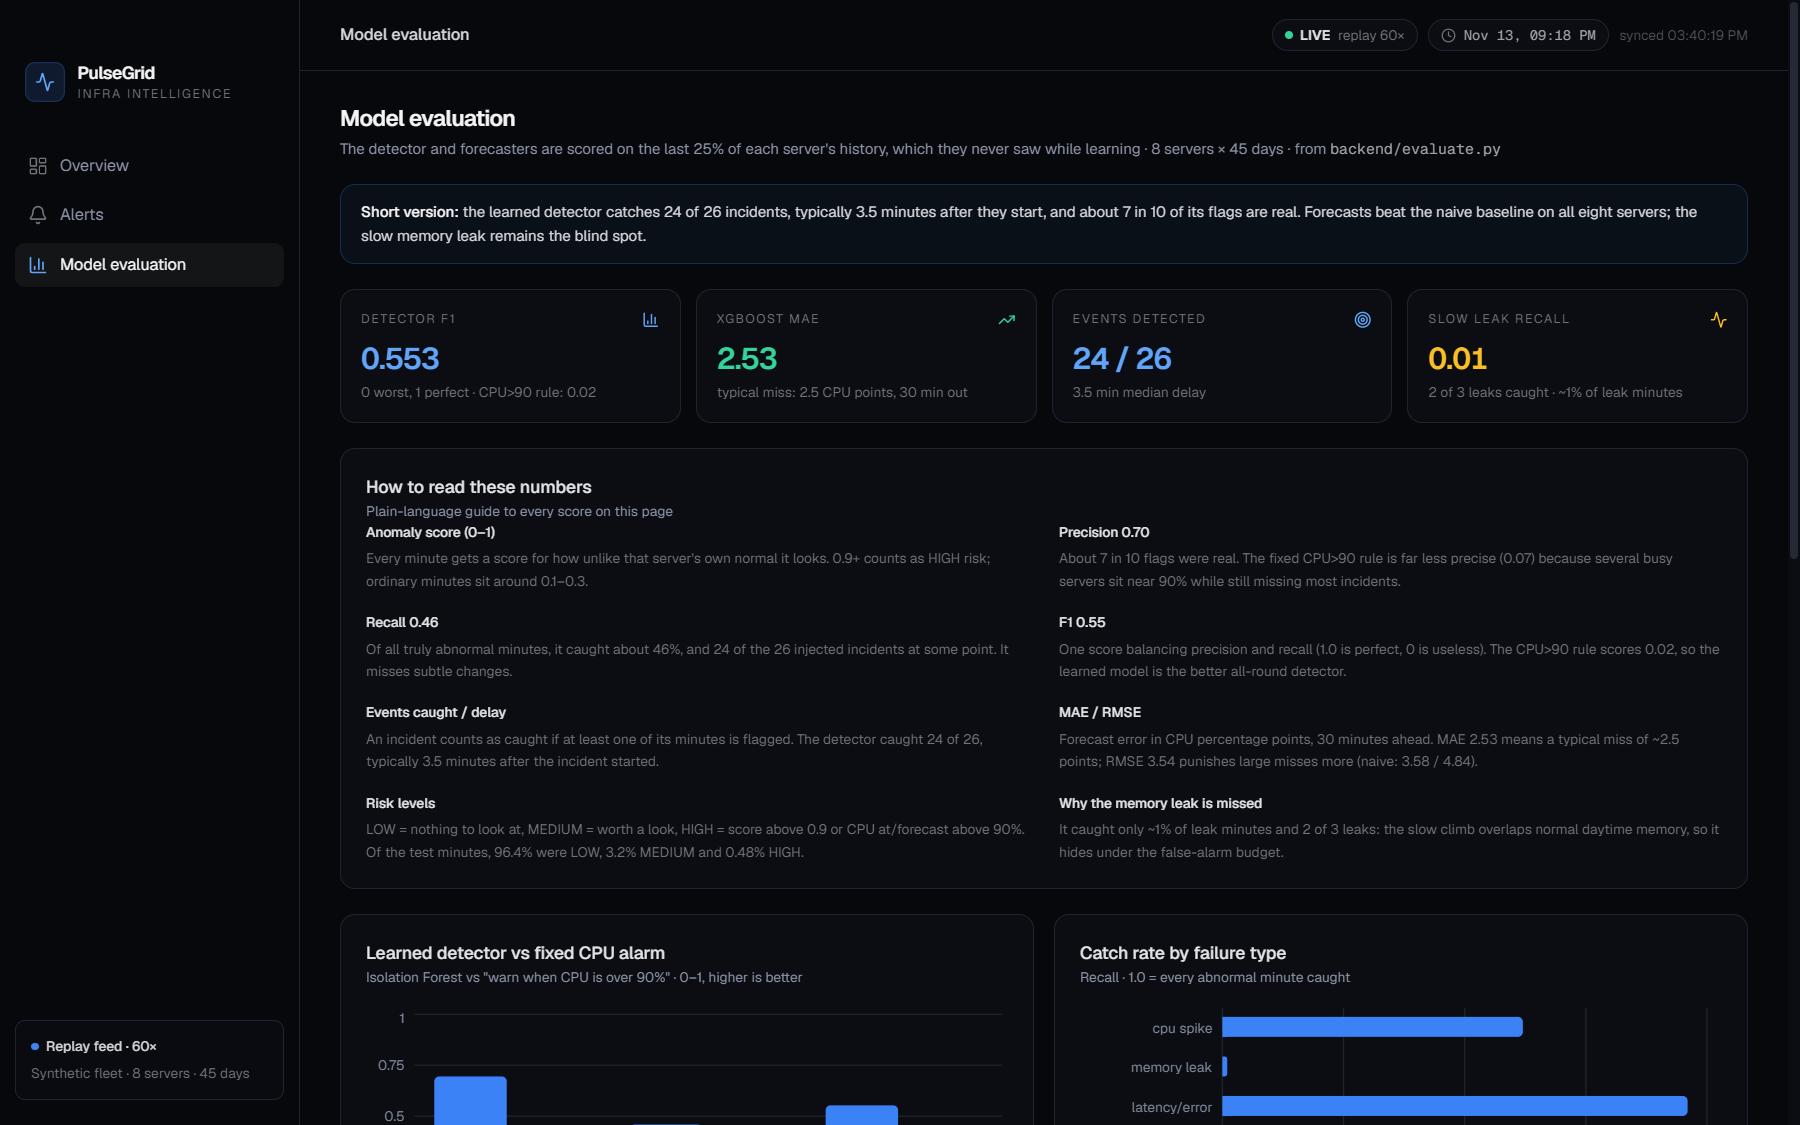 PulseGrid
INFRA INTELLIGENCE
Overview
Alerts
Model evaluation
Replay feed · 60×
Synthetic fleet · 8 servers · 45 days
Model evaluation
LIVE replay 60×
Nov 13, 09:18 PM
synced 03:40:19 PM
Model evaluation
The detector and forecasters are scored on the last 25% of each server's history, which they never saw while learning · 8 servers × 45 days · from backend/evaluate.py
Short version: the learned detector catches 24 of 26 incidents, typically 3.5 minutes after they start, and about 7 in 10 of its flags are real. Forecasts beat the naive baseline on all eight servers; the
slow memory leak remains the blind spot.
DETECTOR F1
0.553
0 worst, 1 perfect · CPU>90 rule: 0.02
XGBOOST MAE
2.53
typical miss: 2.5 CPU points, 30 min out
EVENTS DETECTED
24 / 26
3.5 min median delay
SLOW LEAK RECALL
0.01
2 of 3 leaks caught · ~1% of leak minutes
How to read these numbers
Plain-language guide to every score on this page
Anomaly score (0–1)
Every minute gets a score for how unlike that server's own normal it looks. 0.9+ counts as HIGH risk;
ordinary minutes sit around 0.1–0.3.
Precision 0.70
About 7 in 10 flags were real. The fixed CPU>90 rule is far less precise (0.07) because several busy
servers sit near 90% while still missing most incidents.
Recall 0.46
Of all truly abnormal minutes, it caught about 46%, and 24 of the 26 injected incidents at some point. It
misses subtle changes.
F1 0.55
One score balancing precision and recall (1.0 is perfect, 0 is useless). The CPU>90 rule scores 0.02, so the
learned model is the better all-round detector.
Events caught / delay
An incident counts as caught if at least one of its minutes is flagged. The detector caught 24 of 26,
typically 3.5 minutes after the incident started.
MAE / RMSE
Forecast error in CPU percentage points, 30 minutes ahead. MAE 2.53 means a typical miss of ~2.5
points; RMSE 3.54 punishes large misses more (naive: 3.58 / 4.84).
Risk levels
LOW = nothing to look at, MEDIUM = worth a look, HIGH = score above 0.9 or CPU at/forecast above 90%.
Of the test minutes, 96.4% were LOW, 3.2% MEDIUM and 0.48% HIGH.
Why the memory leak is missed
It caught only ~1% of leak minutes and 2 of 3 leaks: the slow climb overlaps normal daytime memory, so it
hides under the false-alarm budget.
Learned detector vs fixed CPU alarm
Isolation Forest vs "warn when CPU is over 90%" · 0–1, higher is better
1
0.75
0.5
Catch rate by failure type
Recall · 1.0 = every abnormal minute caught
cpu spike
memory leak
latency/error